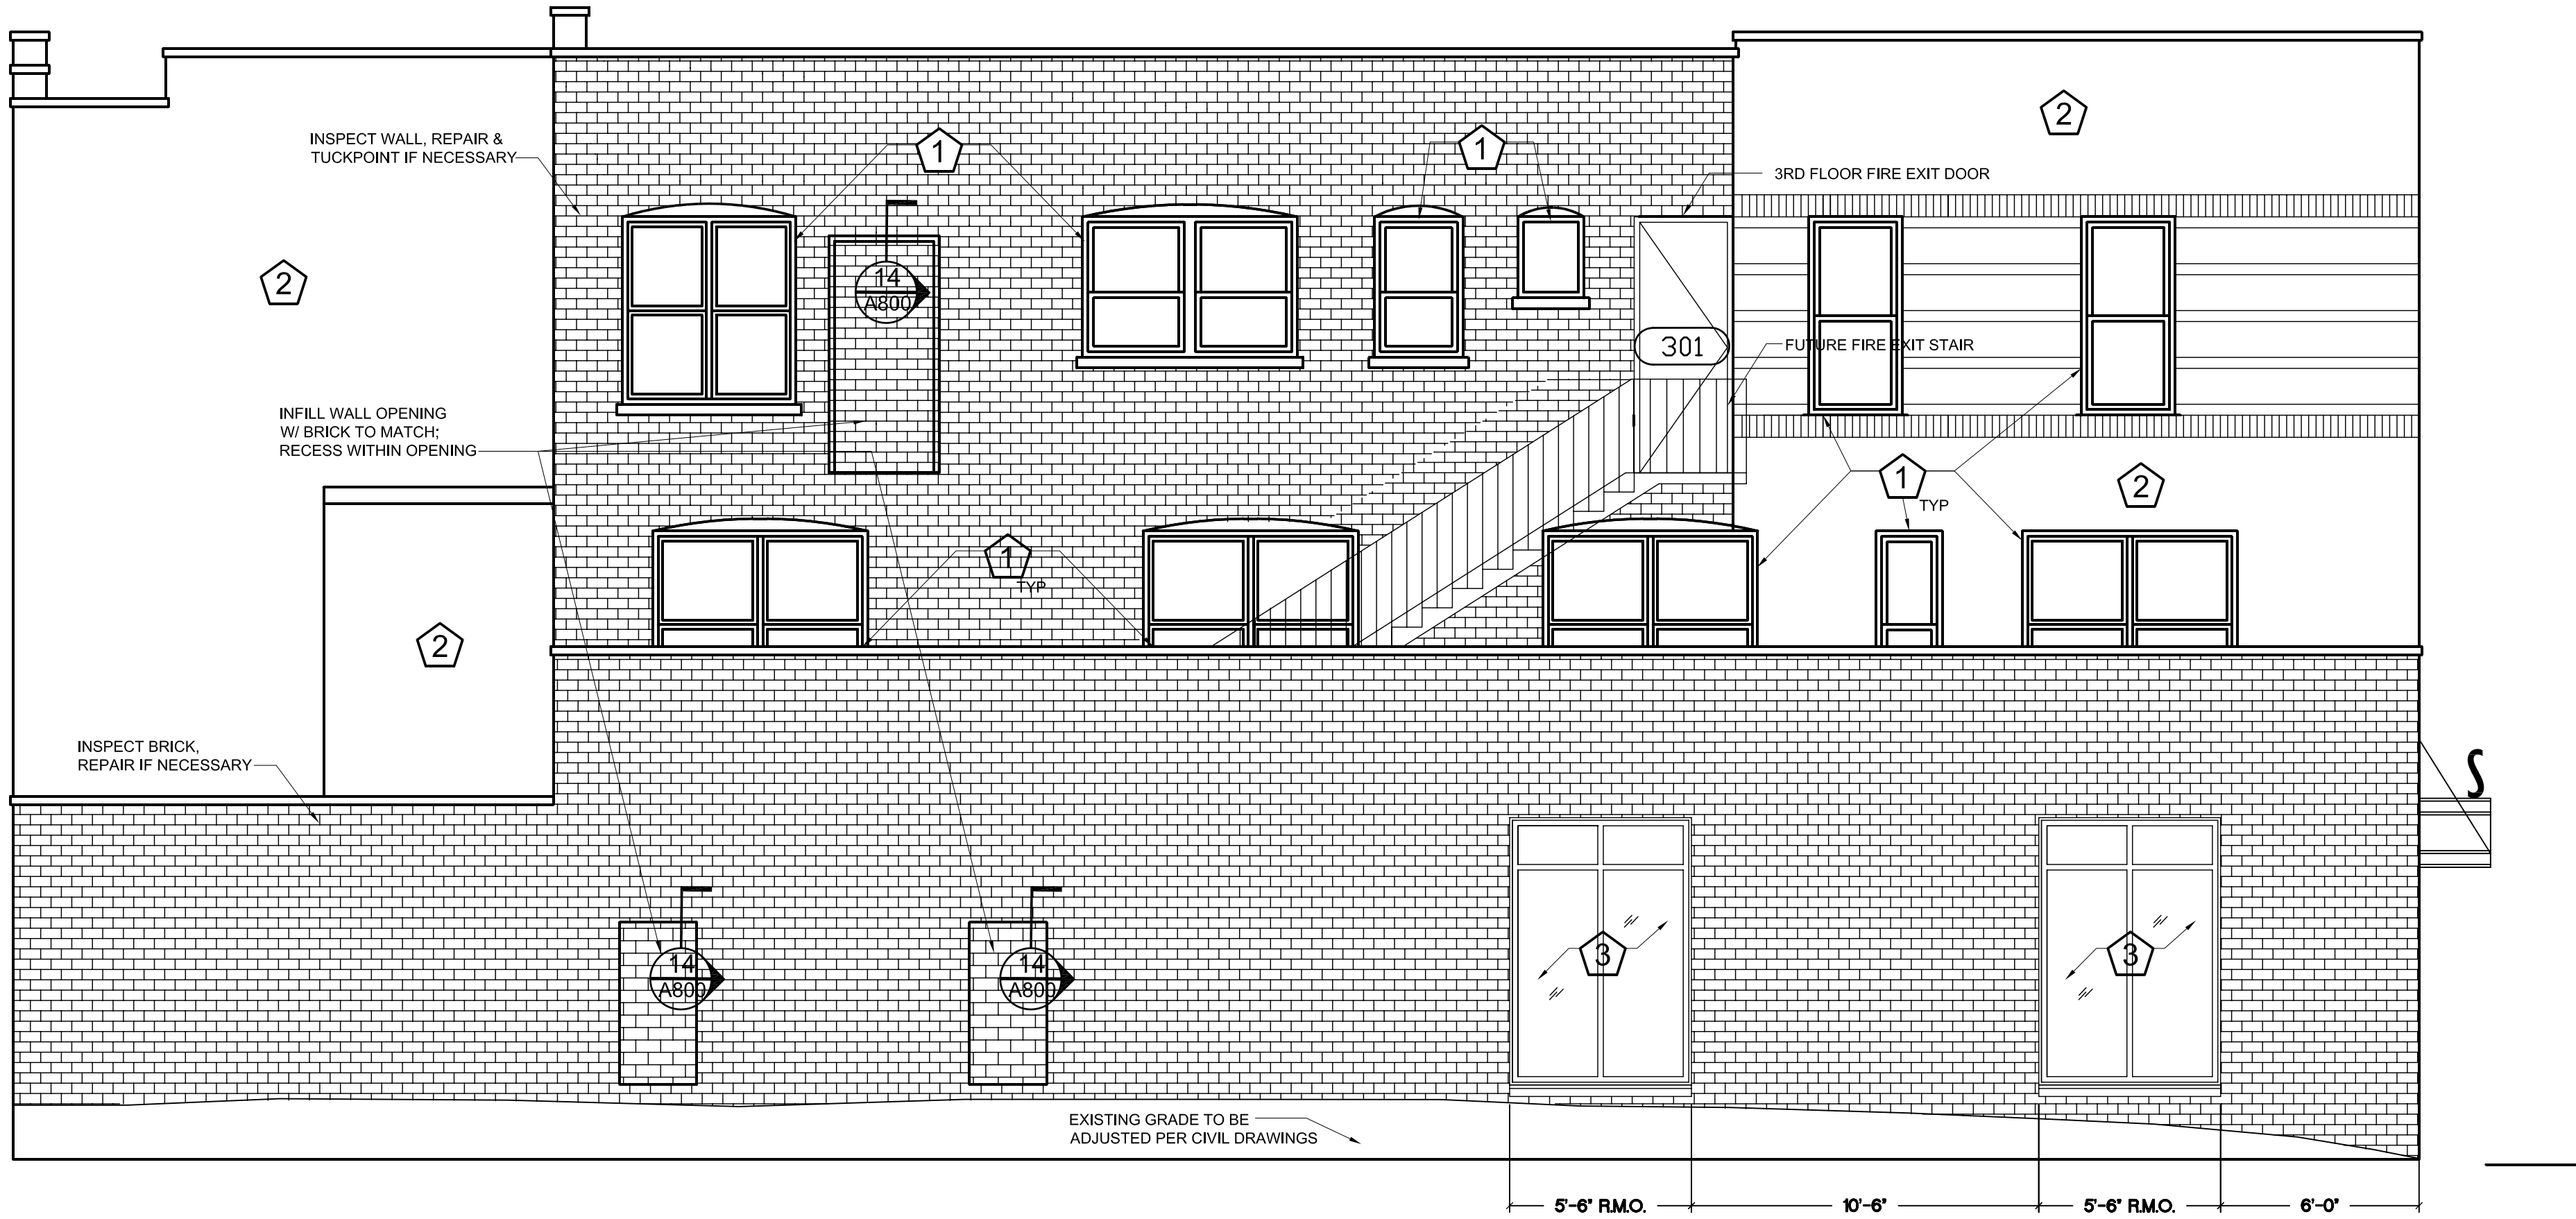 2
INSPECT WALL, REPAIR &
TUCKPOINT IF NECESSARY
1
1
3RD FLOOR FIRE EXIT DOOR
2
14
A800
301
FUTURE FIRE EXIT STAIR
INFILL WALL OPENING
W/ BRICK TO MATCH;
RECESS WITHIN OPENING
1
TYP
2
1
TYP
2
INSPECT BRICK,
REPAIR IF NECESSARY
S
14
A800
14
A800
3
3
EXISTING GRADE TO BE
ADJUSTED PER CIVIL DRAWINGS
5'-6" R.M.O.
10'-6"
5'-6" R.M.O.
6'-0"